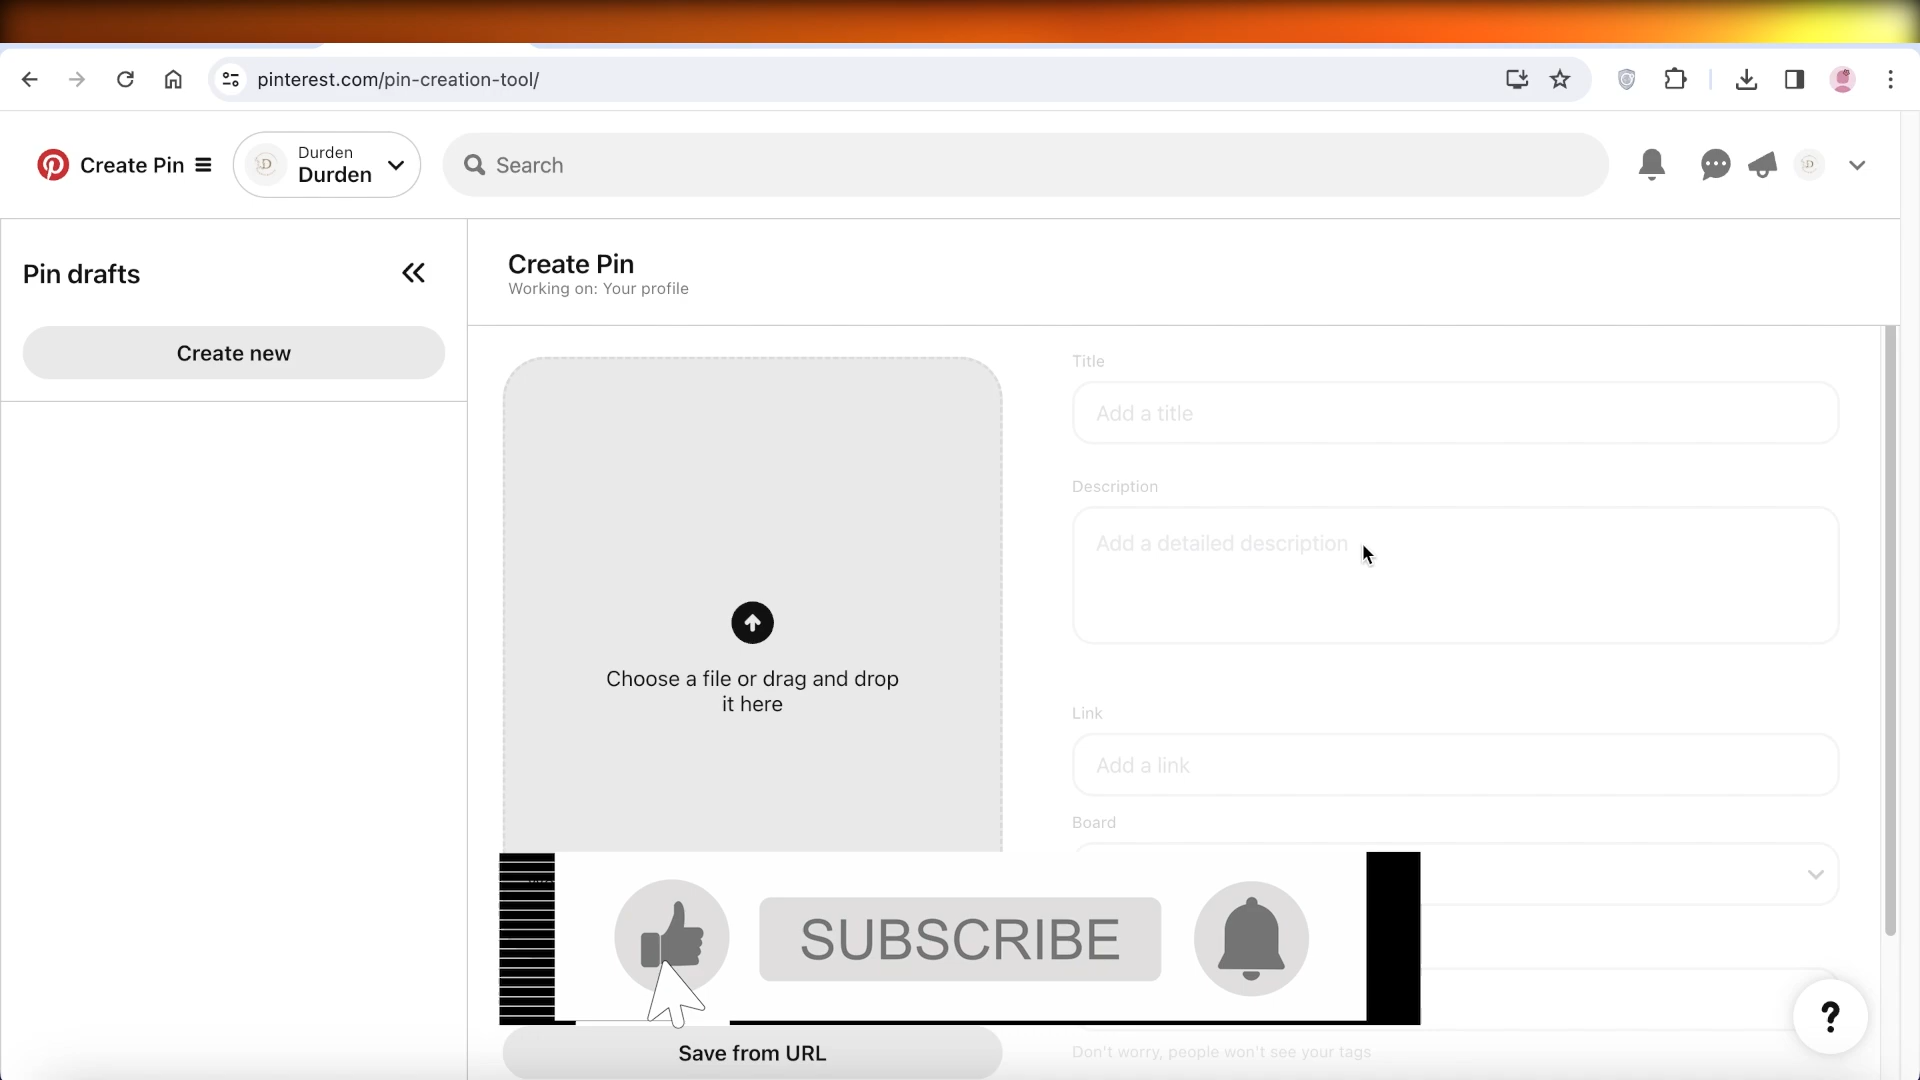 pinterest.com/pin-creation-tool/
Create Pin
D
Durden
Durden
Search
D
Pin drafts
Create new
Create Pin
Working on: Your profile
Choose a file or drag and drop
it here
Title
Add a title
Description
Add a detailed description
Link
Add a link
Board
SUBSCRIBE
Save from URL
Don't worry, people won't see your tags
?